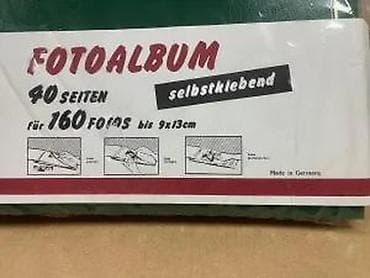 FOTOALBUM
40 SEITEN
selbstklebend
für 160 FOTOS bis 9x13cm
Made in Germany